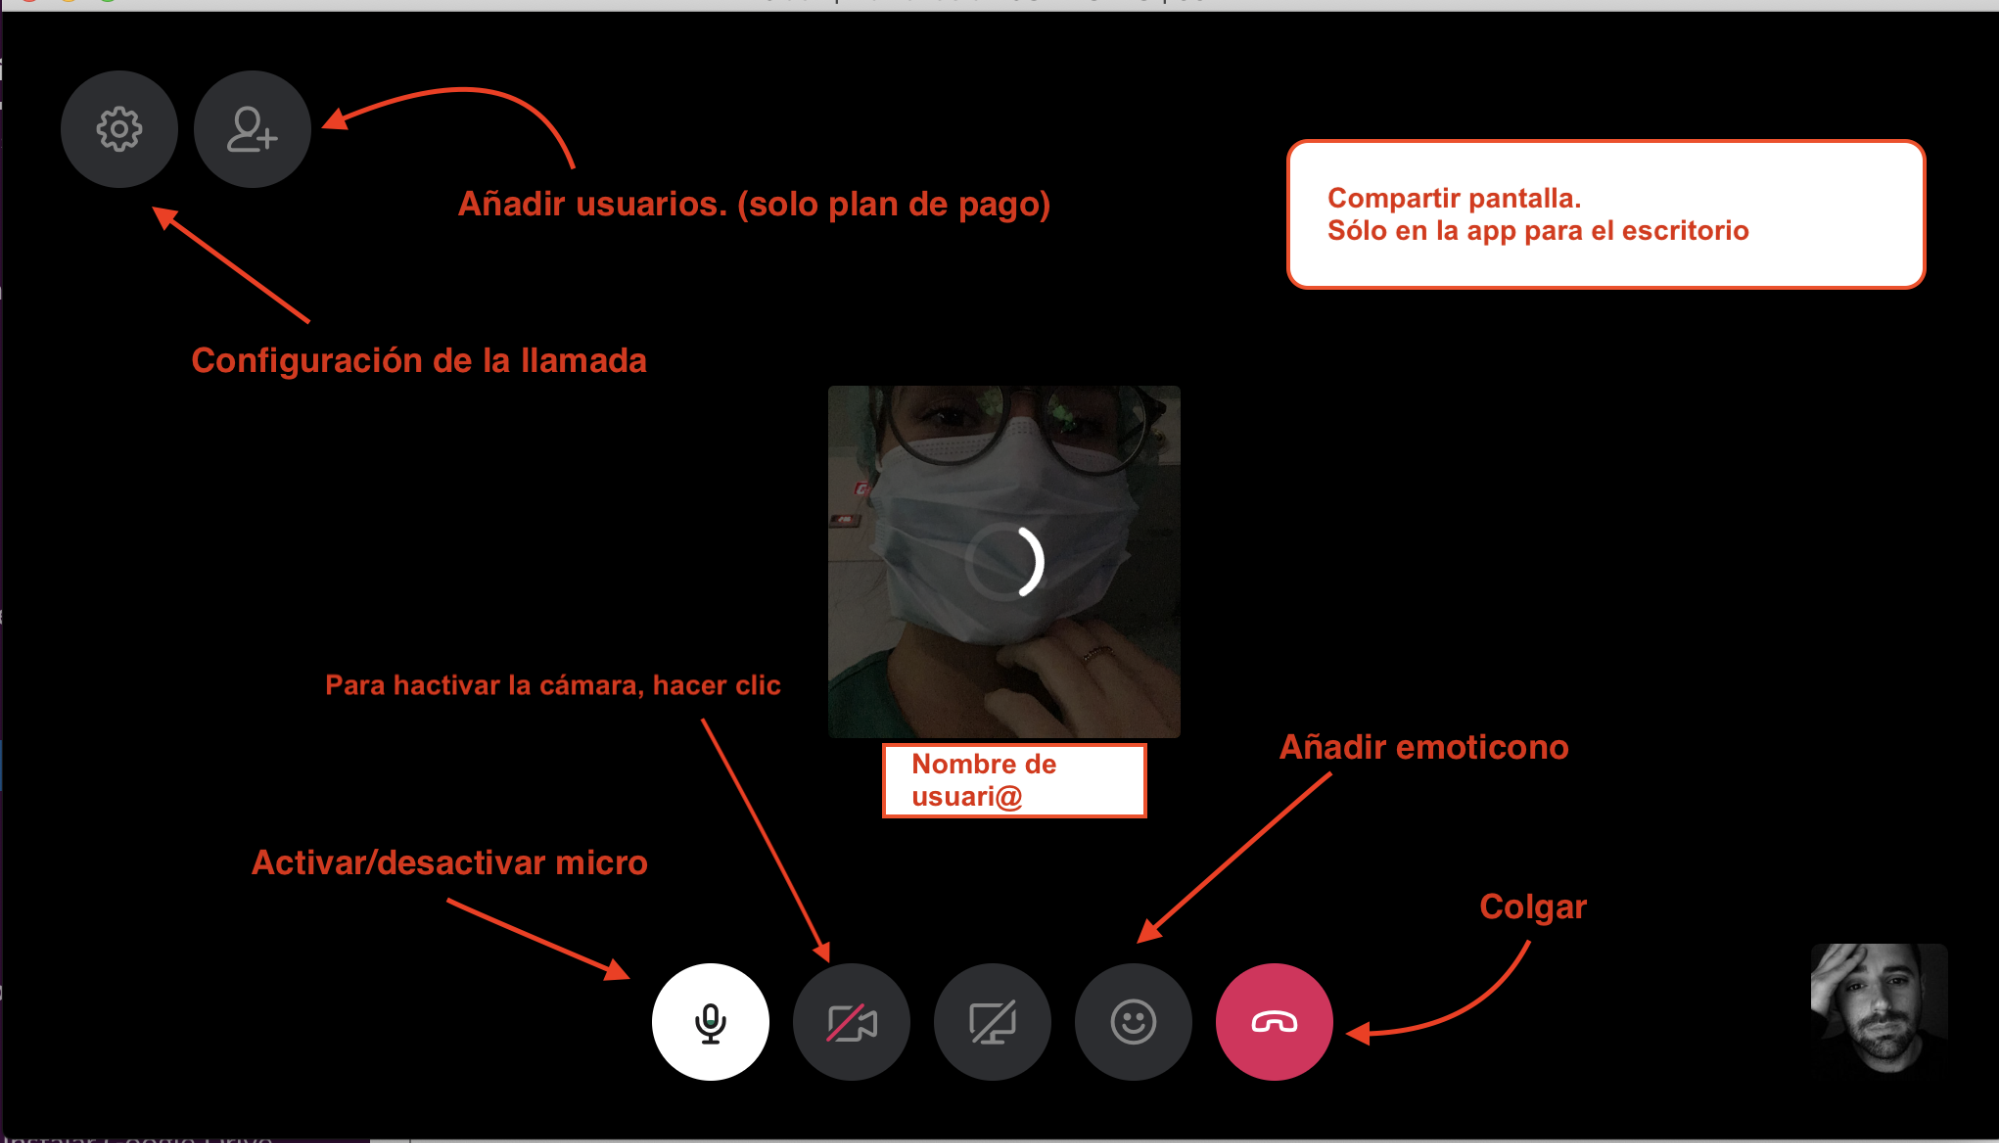 Añadir usuarios. (solo plan de pago)
Compartir pantalla.
Sólo en la app para el escritorio
Configuración de la llamada
Para hactivar la cámara, hacer clic
Nombre de
usuari@
Añadir emoticono
Activar/desactivar micro
Colgar